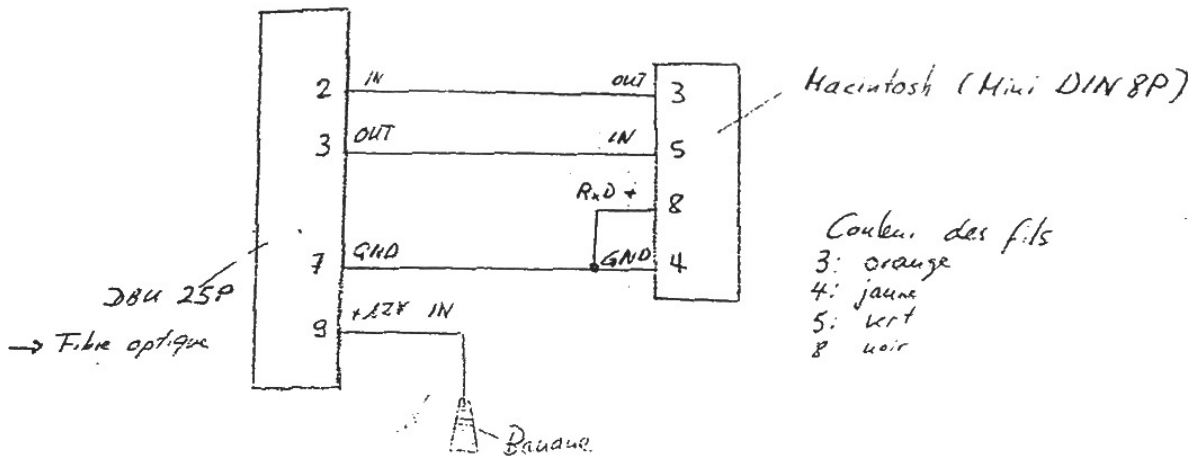 2 IN OUT 3
Macintosh (Mini DIN 8P)
3 OUT IN 5
RxD + 8
7 GND GND 4
DBU 25P
→ Fibre optique
9 +12V IN
Banane
Couleur des fils
3: orange
4: jaune
5: vert
8 noir